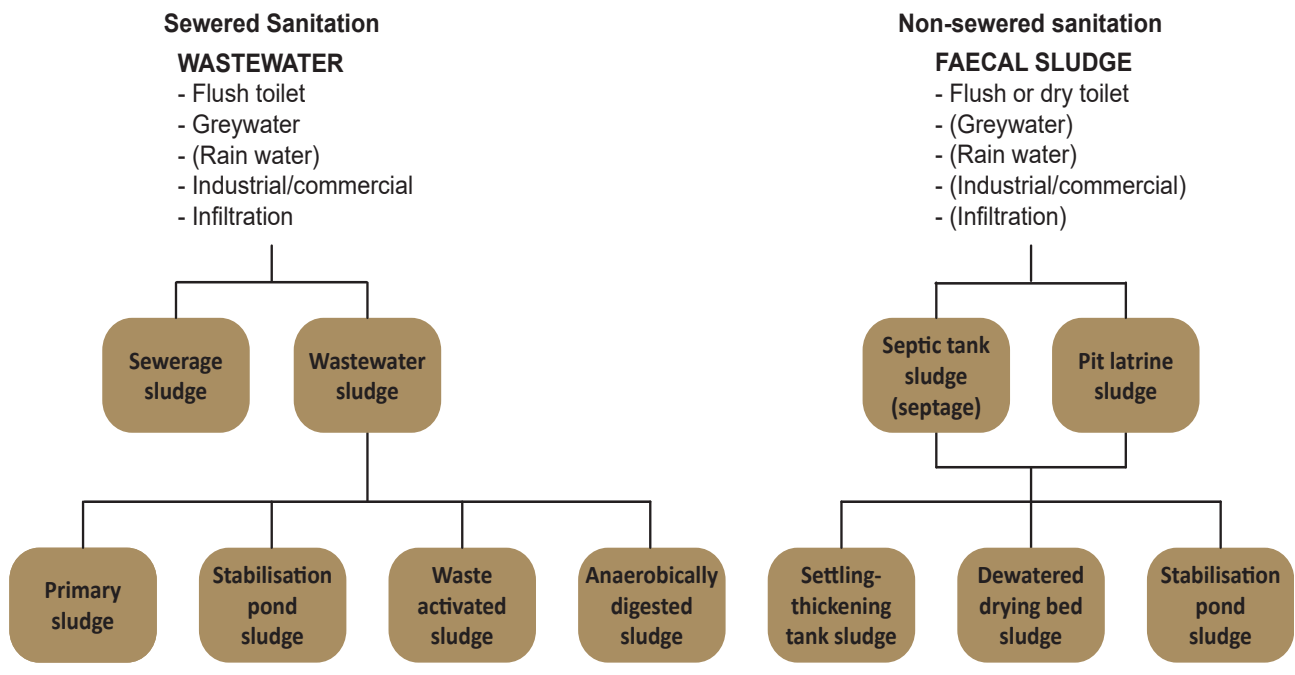 Sewered Sanitation
WASTEWATER
- Flush toilet
- Greywater
- (Rain water)
- Industrial/commercial
- Infiltration
Non-sewered sanitation
FAECAL SLUDGE
- Flush or dry toilet
- (Greywater)
- (Rain water)
- (Industrial/commercial)
- (Infiltration)
Sewerage
sludge
Wastewater
sludge
Septic tank
sludge
(septage)
Pit latrine
sludge
Primary
sludge
Stabilisation
pond
sludge
Waste
activated
sludge
Anaerobically
digested
sludge
Settling-
thickening
tank sludge
Dewatered
drying bed
sludge
Stabilisation
pond
sludge